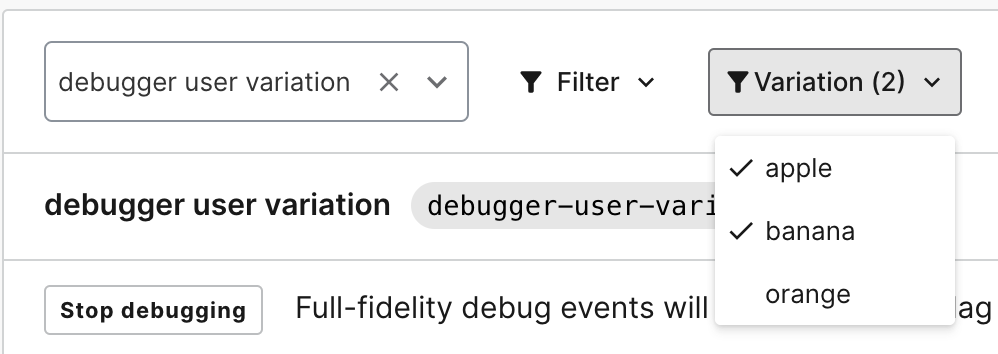 debugger user variation Filter Variation (2)
apple
debugger user variation debugger-user-vari
banana
Stop debugging Full-fidelity debug events will lag
orange